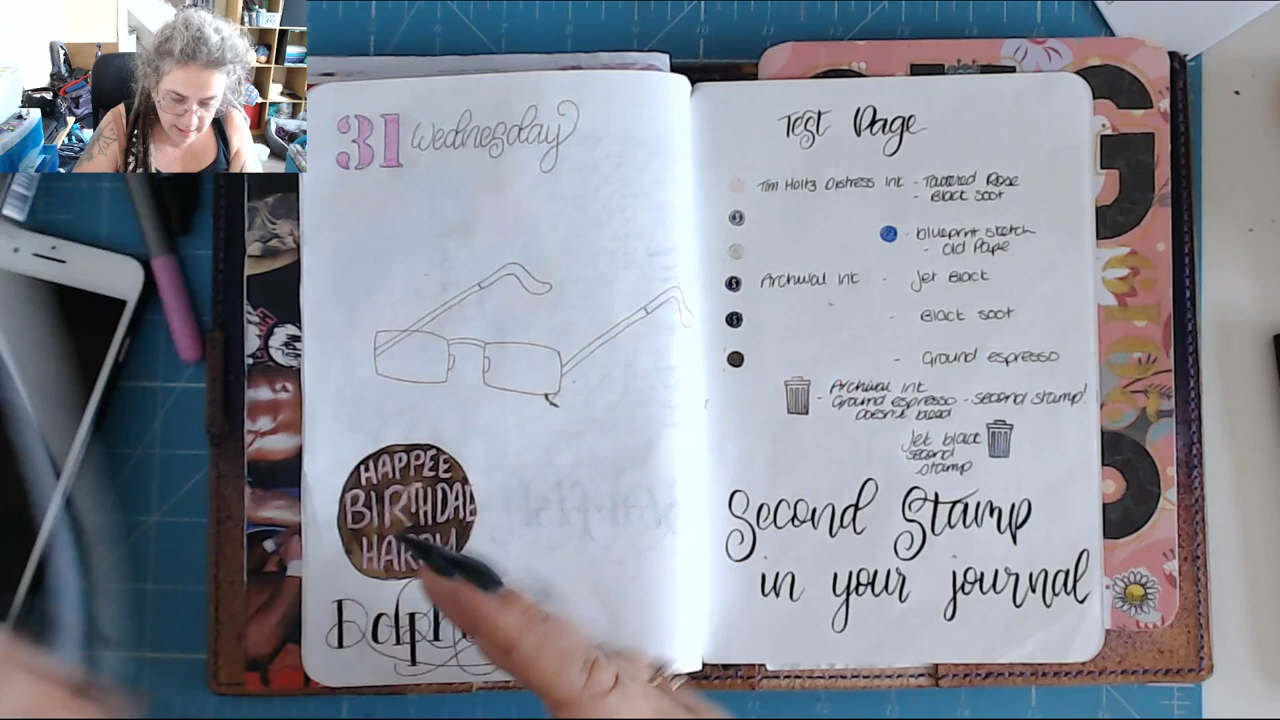 31 wednesday
HAPPEE
BIRTHDAE
HARRY
Test Page
Tim Holtz Distress Ink - Tattered Rose
- Black soot
- blueprint sketch
- old Pape
Archival Ink - Jet Black
- Black soot
- Ground espresso
Archival ink
- Ground espresso - second stamp!
doesn't bleed
Jet black
second
stamp
Second Stamp
in your journal